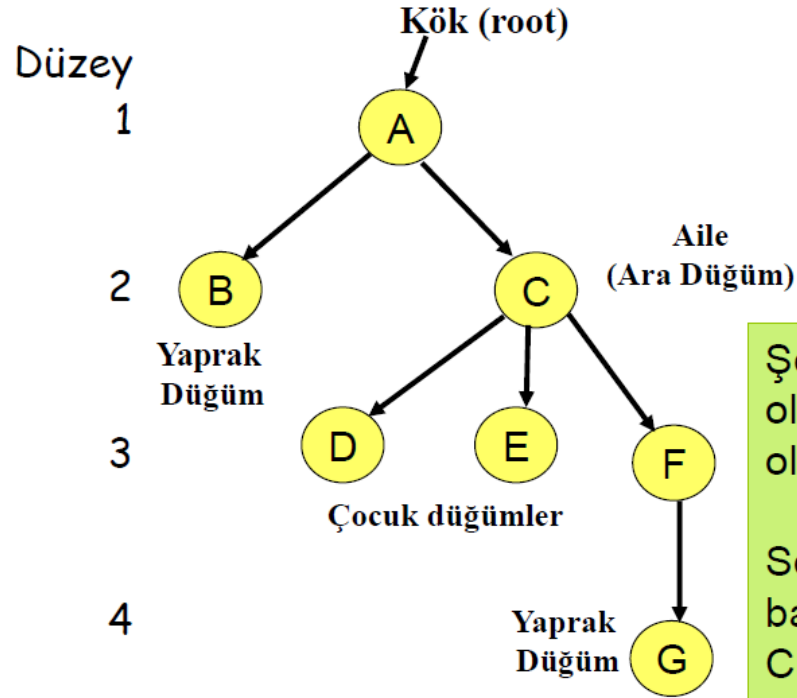 Kök (root)
Düzey
1
A
Aile
(Ara Düğüm)
2
B
C
Yaprak
Düğüm
3
D
E
F
Çocuk düğümler
4
Yaprak
Düğüm
G